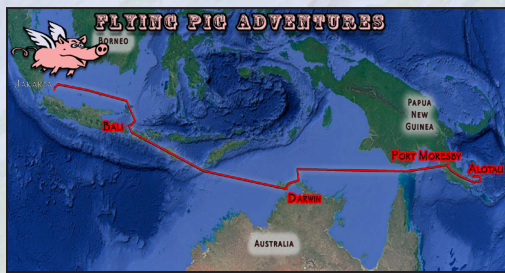 FLYING PIG ADVENTURES
BORNEO
JAKARTA
PAPUA
NEW
GUINEA
BALI
PORT MORESBY
ALOTAU
DARWIN
AUSTRALIA